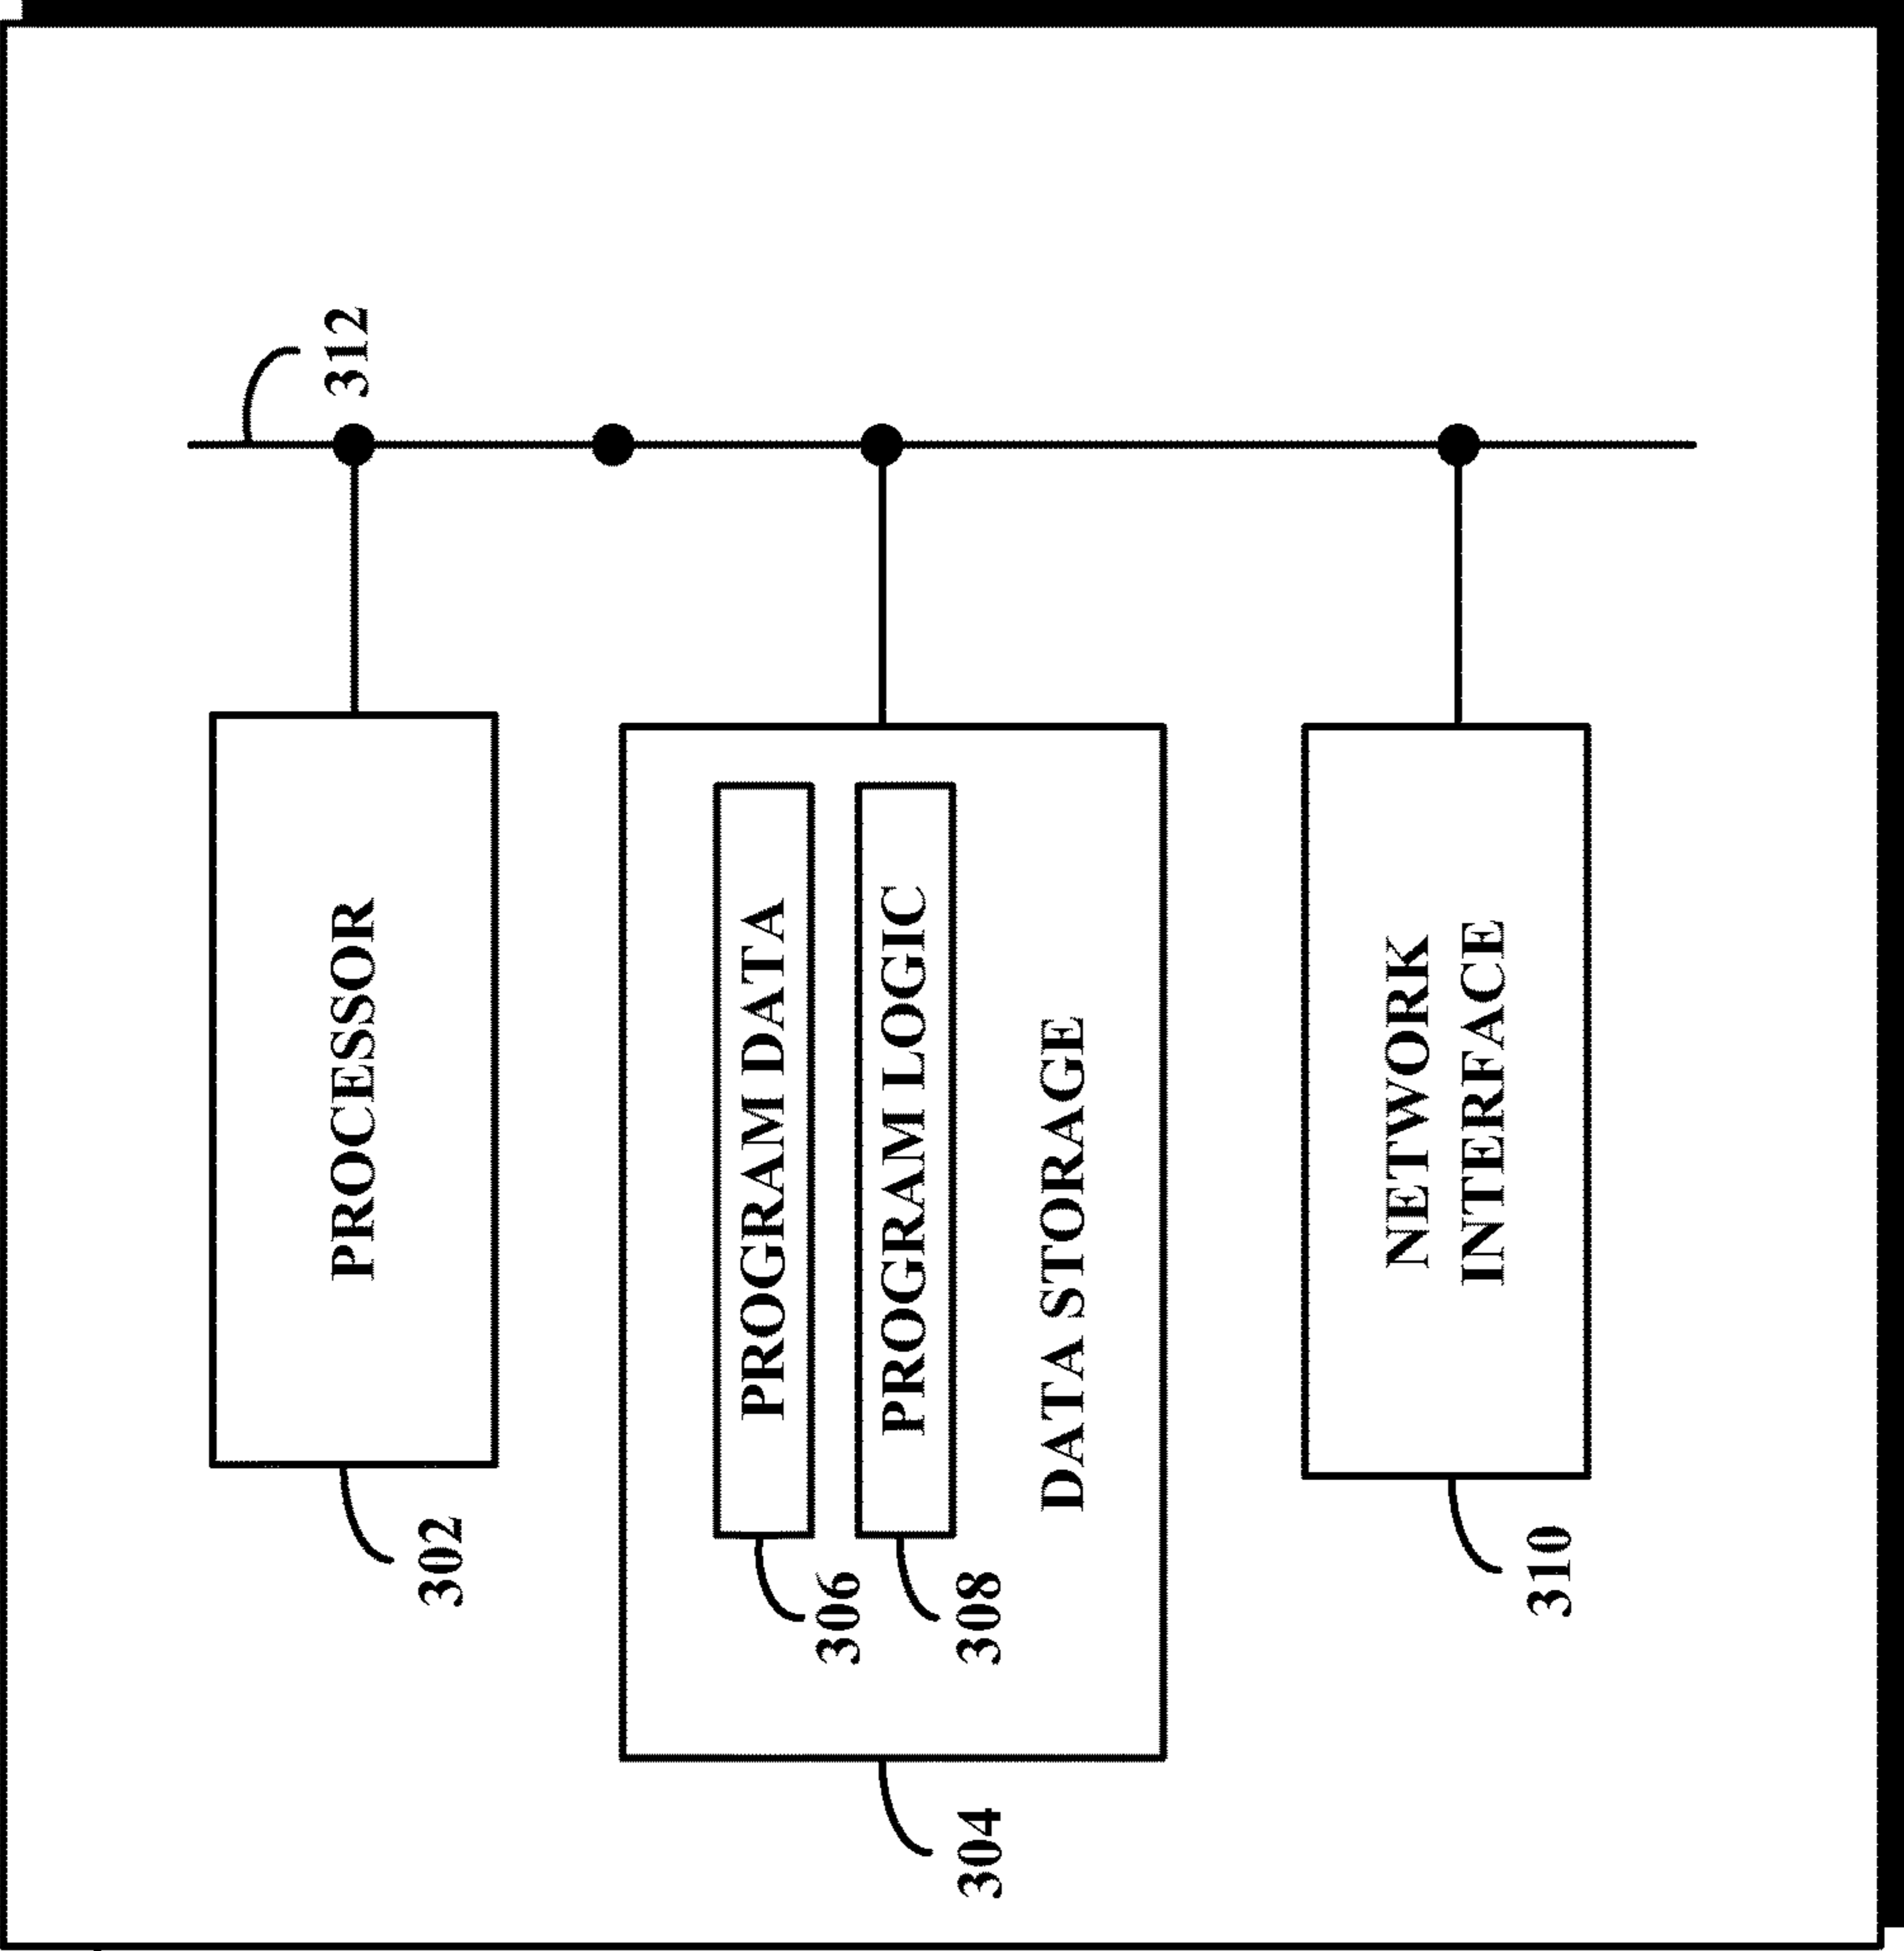 312
PROCESSOR
302
PROGRAM DATA
306
PROGRAM LOGIC
308
DATA STORAGE
304
NETWORK
INTERFACE
310